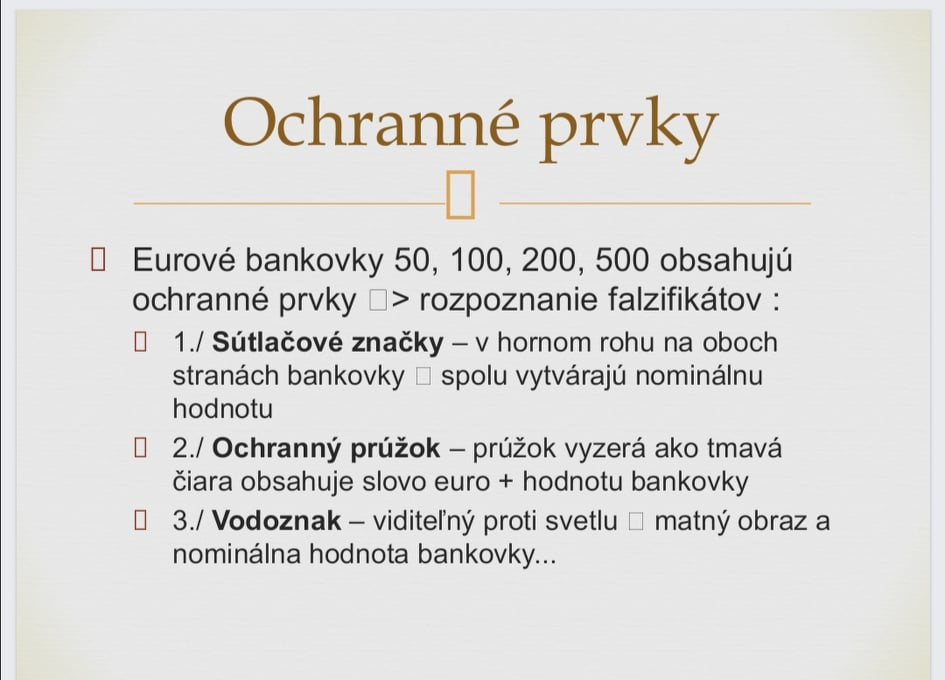 Ochranné prvky
Eurové bankovky 50, 100, 200, 500 obsahujú
ochranné prvky □> rozpoznanie falzifikátov :
1./ Sútlačové značky – v hornom rohu na oboch
stranách bankovky □ spolu vytvárajú nominálnu
hodnotu
2./ Ochranný prúžok – prúžok vyzerá ako tmavá
čiara obsahuje slovo euro + hodnotu bankovky
3./ Vodoznak – viditeľný proti svetlu □ matný obraz a
nominálna hodnota bankovky...